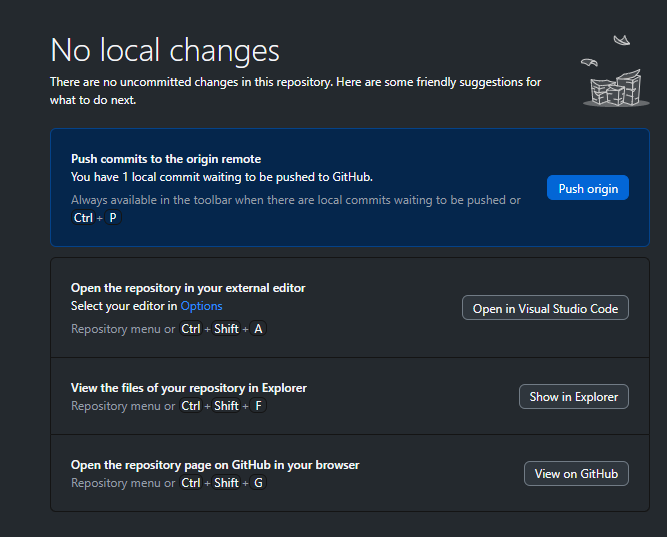 No local changes
There are no uncommitted changes in this repository. Here are some friendly suggestions for
what to do next.
Push commits to the origin remote
You have 1 local commit waiting to be pushed to GitHub.
Always available in the toolbar when there are local commits waiting to be pushed or
Ctrl + P
Push origin
Open the repository in your external editor
Select your editor in Options
Repository menu or Ctrl + Shift + A
Open in Visual Studio Code
View the files of your repository in Explorer
Repository menu or Ctrl + Shift + F
Show in Explorer
Open the repository page on GitHub in your browser
Repository menu or Ctrl + Shift + G
View on GitHub